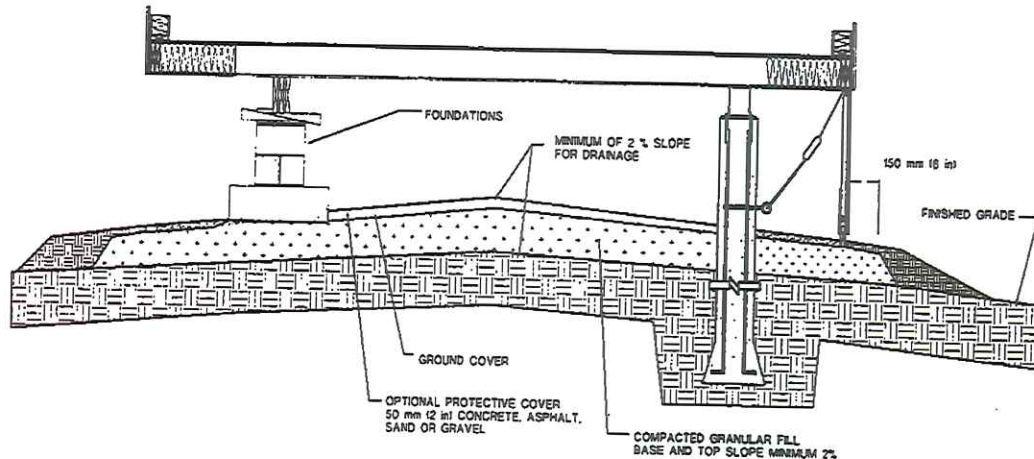 FOUNDATIONS
MINIMUM OF 2 % SLOPE
FOR DRAINAGE
150 mm (6 in)
FINISHED GRADE
GROUND COVER
OPTIONAL PROTECTIVE COVER
50 mm (2 in) CONCRETE, ASPHALT,
SAND OR GRAVEL
COMPACTED GRANULAR FILL
BASE AND TOP SLOPE MINIMUM 2%